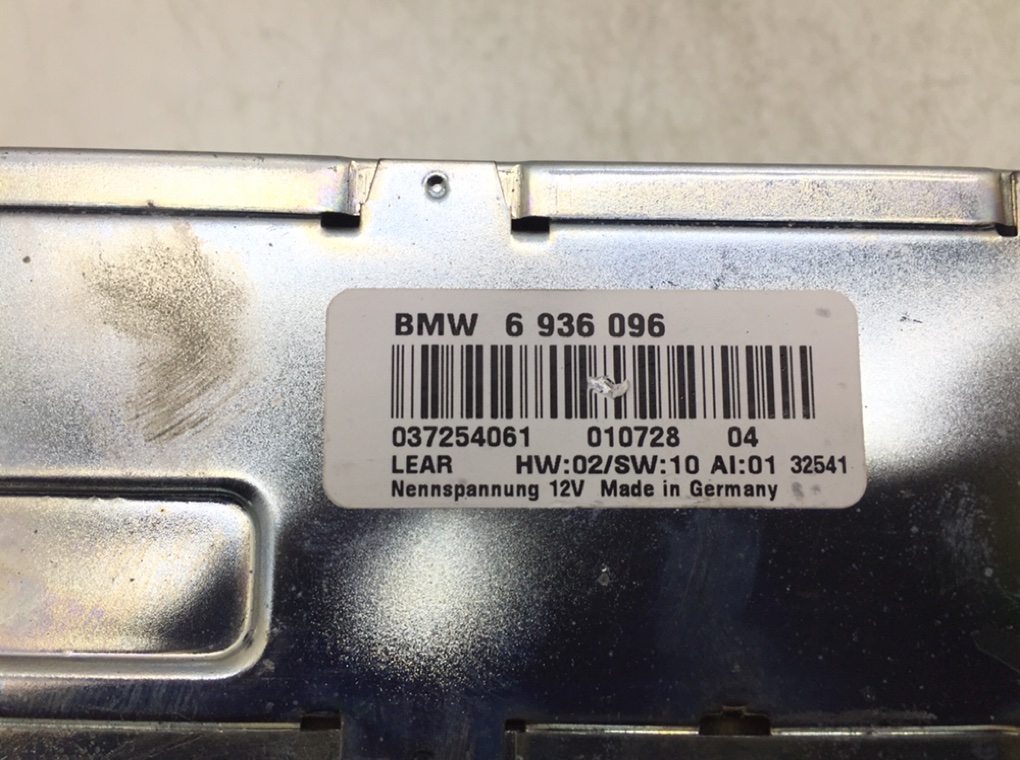 BMW 6 936 096
037254061 010728 04
LEAR HW:02/SW:10 AI:01 32541
Nennspannung 12V Made in Germany